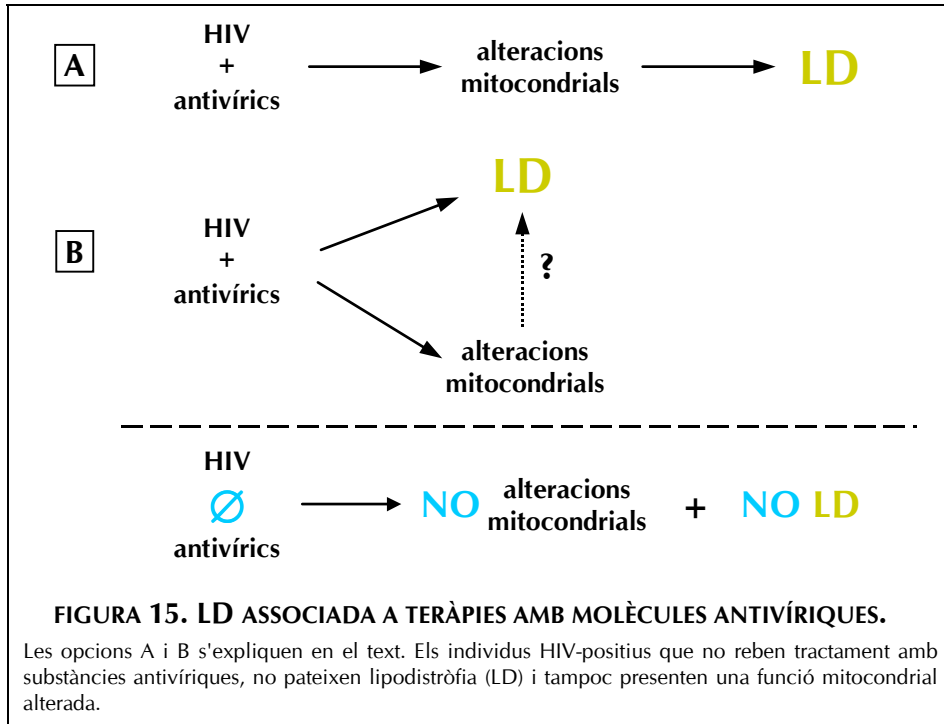 A
HIV
+
antivírics
alteracions
mitocondrials
LD
B
HIV
+
antivírics
LD
?
alteracions
mitocondrials
HIV
∅
antivírics
NO alteracions
mitocondrials
+
NO LD
FIGURA 15. LD ASSOCIADA A TERÀPIES AMB MOLÈCULES ANTIVÍRIQUES.
Les opcions A i B s'expliquen en el text. Els individus HIV-positius que no reben tractament amb
substàncies antivíriques, no pateixen lipodistròfia (LD) i tampoc presenten una funció mitocondrial
alterada.